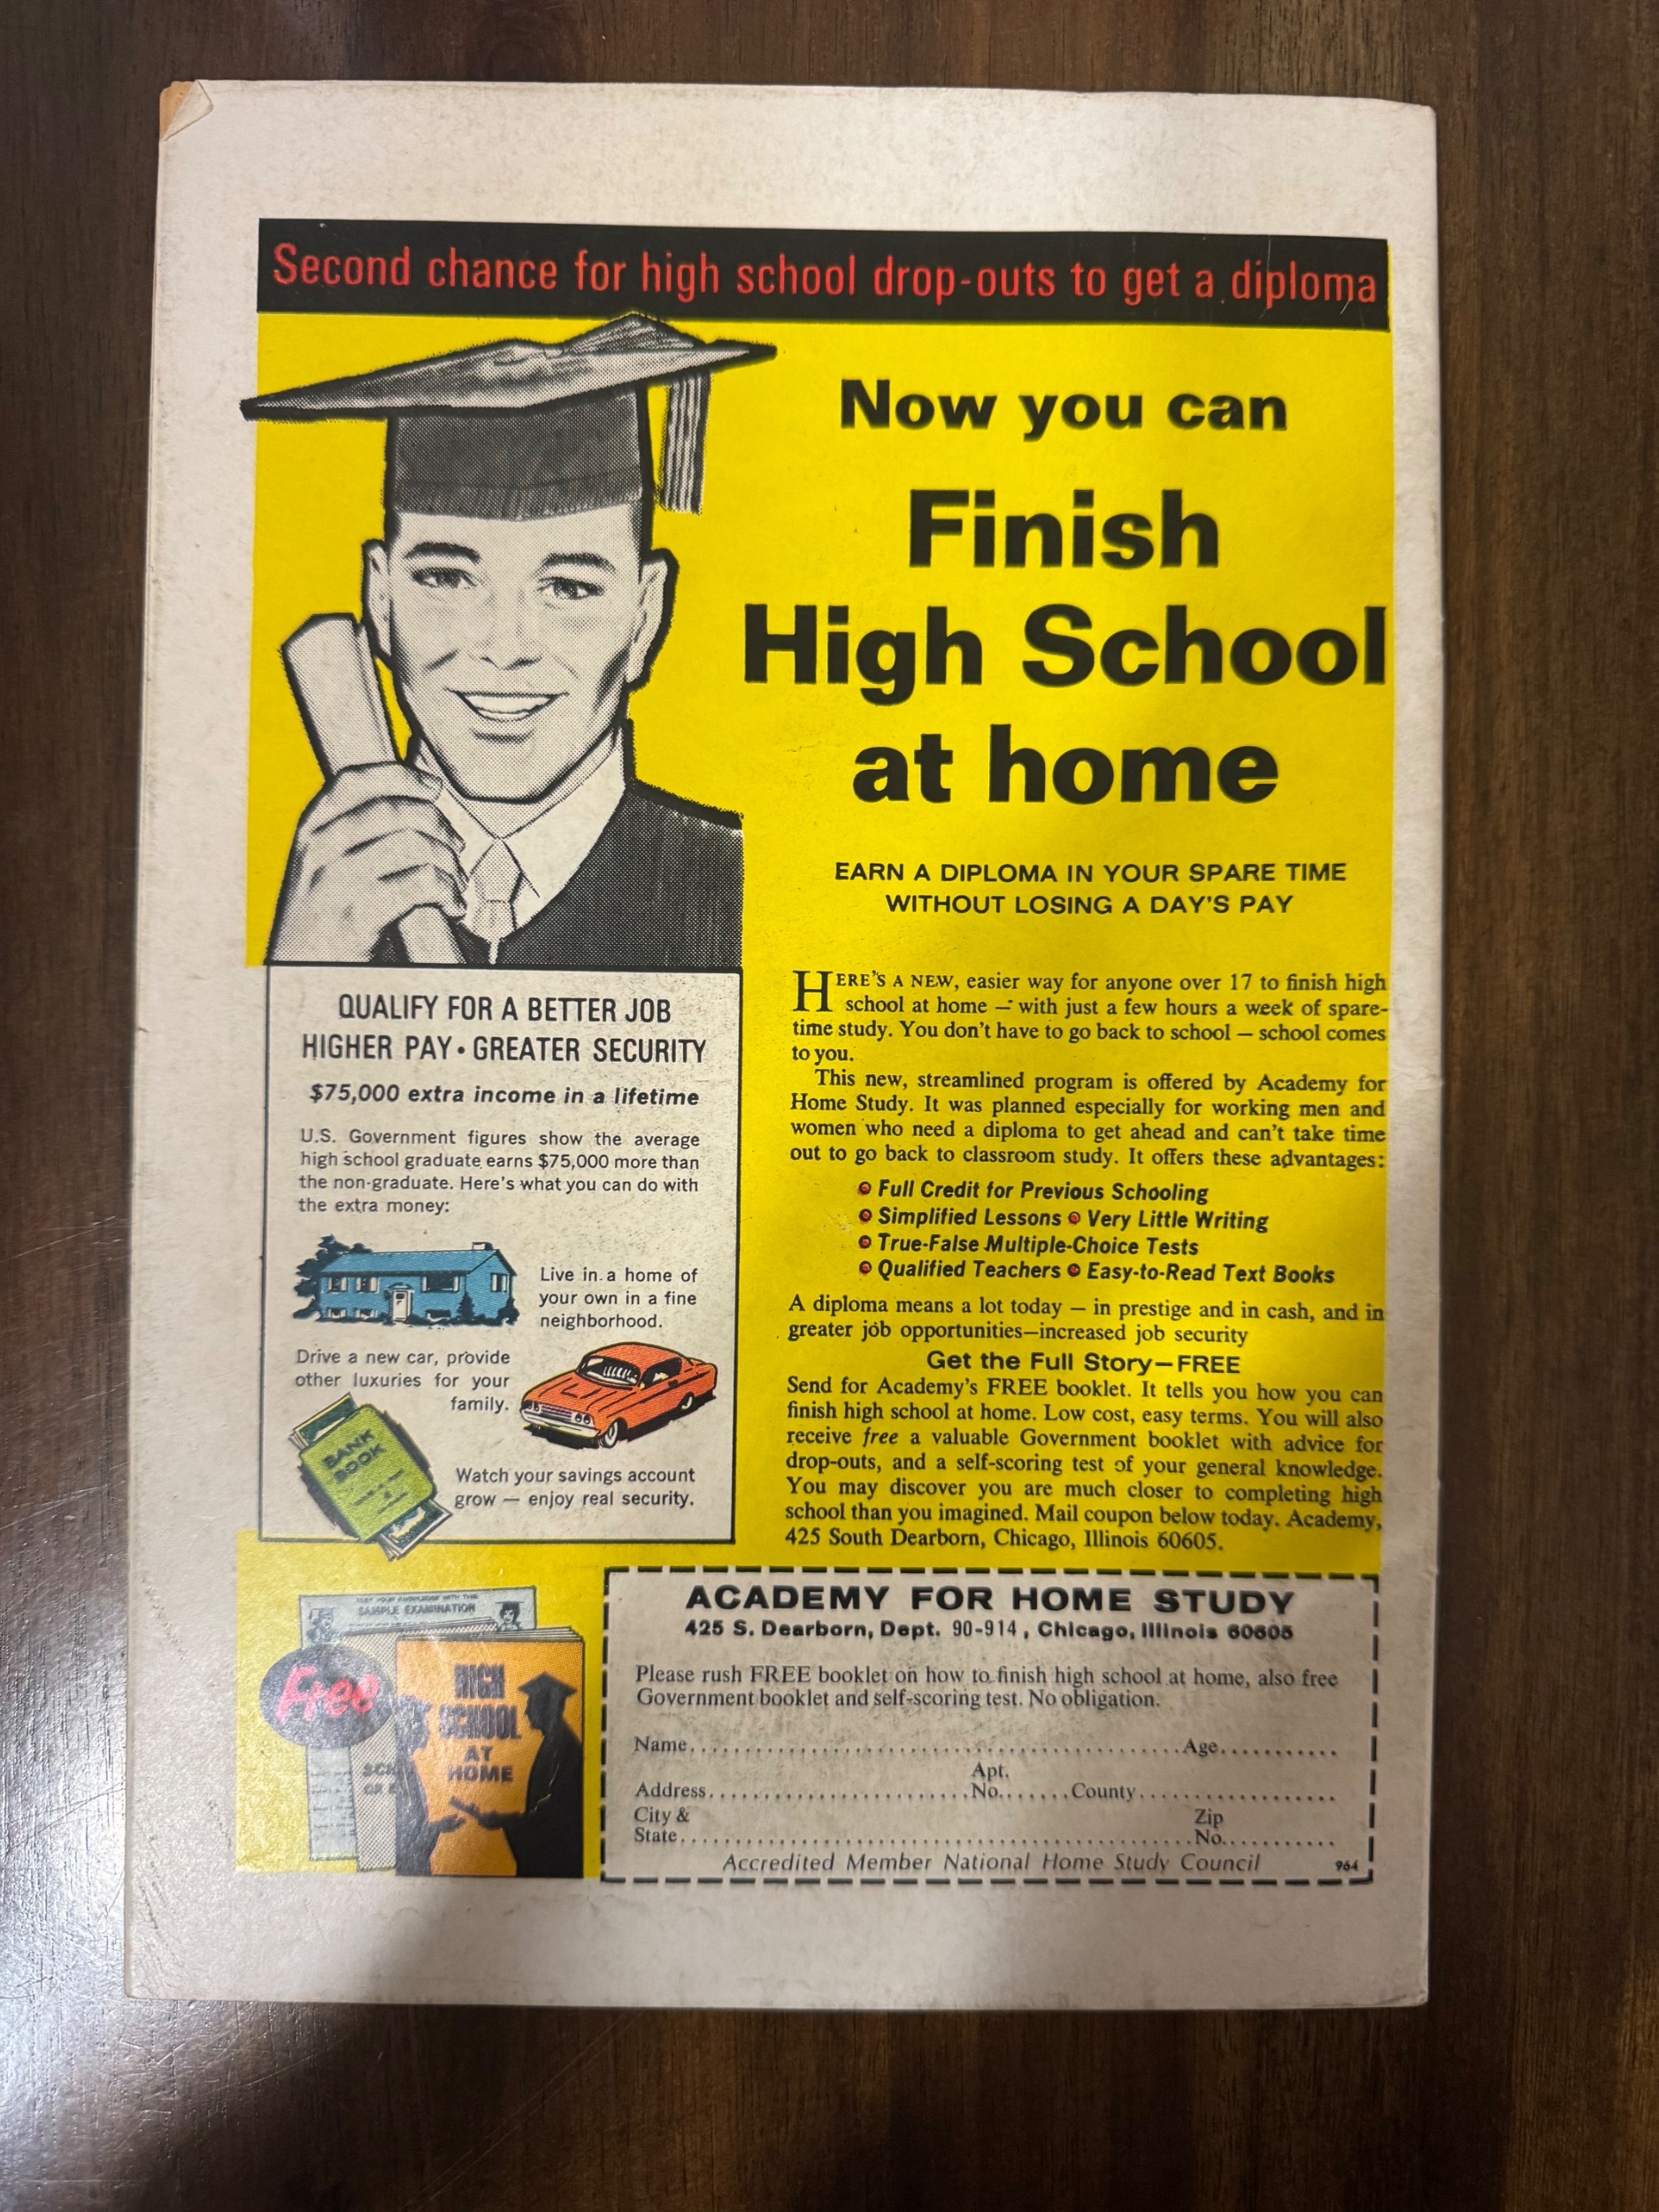 Second chance for high school drop-outs to get a diploma
Now you can
Finish
High School
at home
EARN A DIPLOMA IN YOUR SPARE TIME
WITHOUT LOSING A DAY'S PAY
HERE'S A NEW, easier way for anyone over 17 to finish high
school at home — with just a few hours a week of spare-
time study. You don't have to go back to school — school comes
to you.
This new, streamlined program is offered by Academy for
Home Study. It was planned especially for working men and
women who need a diploma to get ahead and can't take time
out to go back to classroom study. It offers these advantages:
• Full Credit for Previous Schooling
• Simplified Lessons • Very Little Writing
• True-False Multiple-Choice Tests
• Qualified Teachers • Easy-to-Read Text Books
A diploma means a lot today — in prestige and in cash, and in
greater job opportunities—increased job security
Get the Full Story—FREE
Send for Academy's FREE booklet. It tells you how you can
finish high school at home. Low cost, easy terms. You will also
receive free a valuable Government booklet with advice for
drop-outs, and a self-scoring test of your general knowledge.
You may discover you are much closer to completing high
school than you imagined. Mail coupon below today. Academy,
425 South Dearborn, Chicago, Illinois 60605.
QUALIFY FOR A BETTER JOB
HIGHER PAY • GREATER SECURITY
$75,000 extra income in a lifetime
U.S. Government figures show the average
high school graduate earns $75,000 more than
the non-graduate. Here's what you can do with
the extra money:
Live in a home of
your own in a fine
neighborhood.
Drive a new car, provide
other luxuries for your
family.
BANK
BOOK
Watch your savings account
grow — enjoy real security.
SAMPLE EXAMINATION
Free
HIGH
SCHOOL
AT
HOME
ACADEMY FOR HOME STUDY
425 S. Dearborn, Dept. 90-914, Chicago, Illinois 60605
Please rush FREE booklet on how to finish high school at home, also free
Government booklet and self-scoring test. No obligation.
Name.......................................................Age............
Apt.
Address.............................No.......County.....................
City &
Zip
State.......................................................No............
Accredited Member National Home Study Council
964